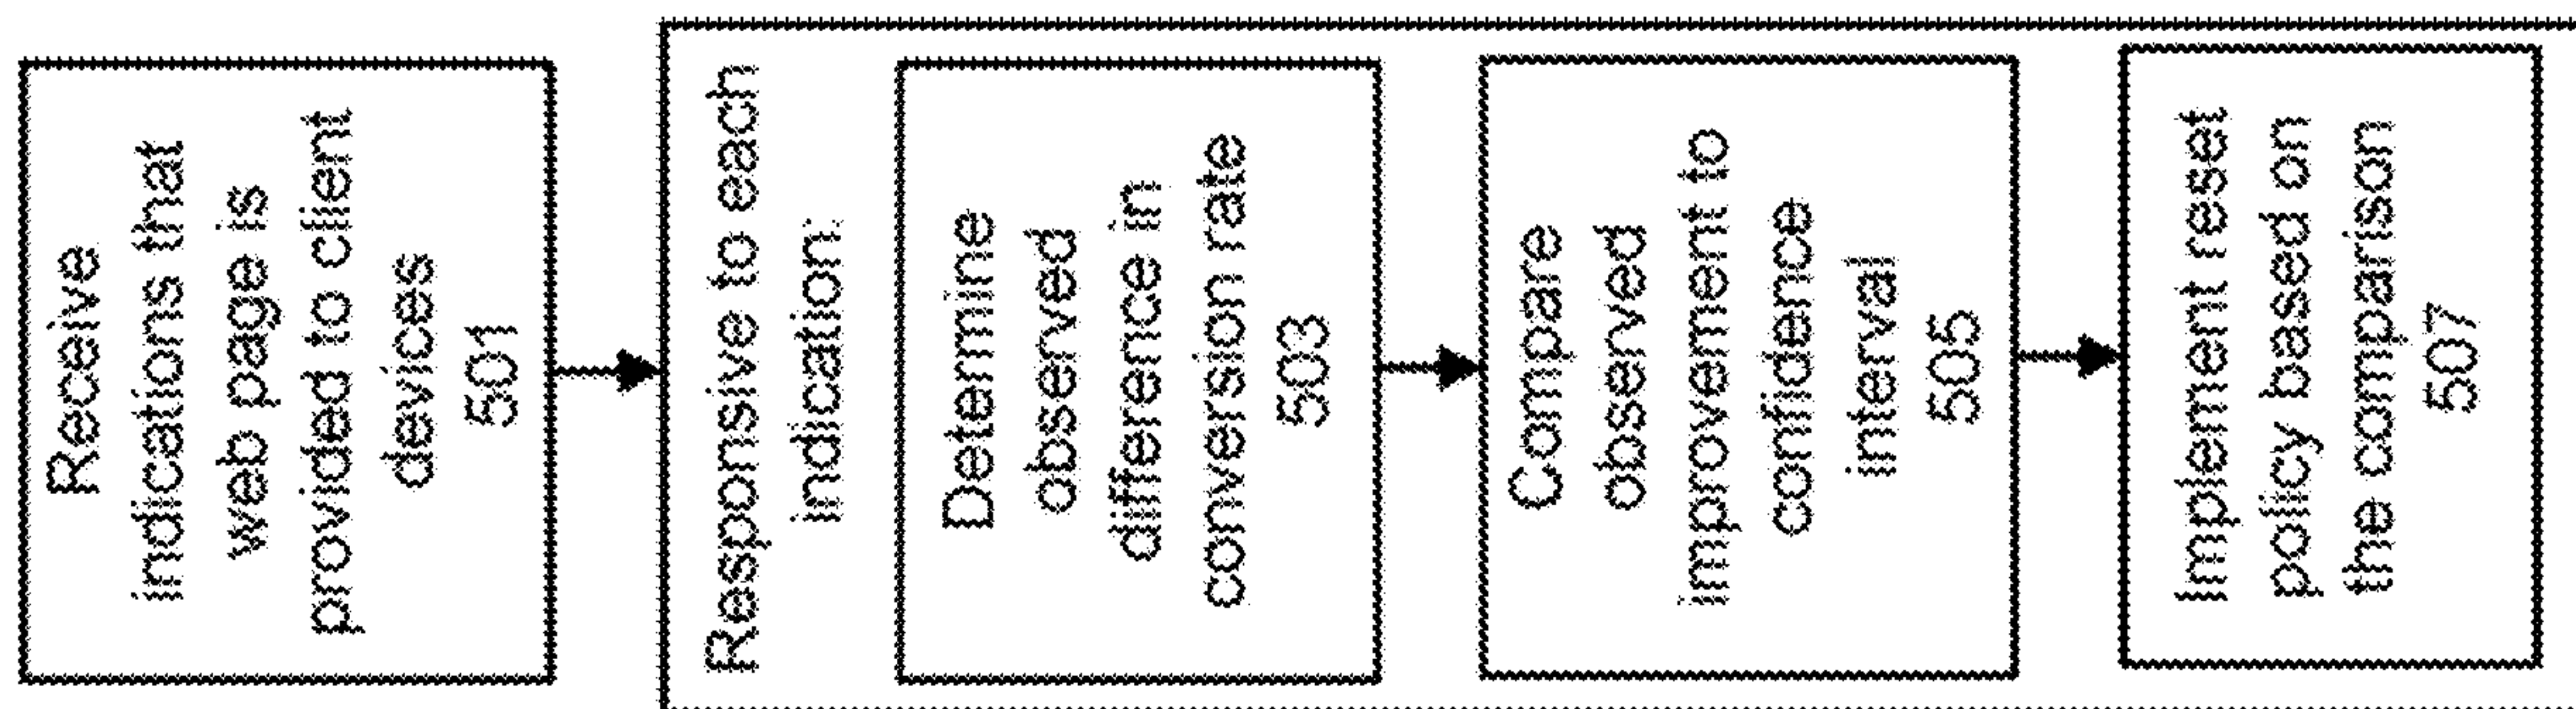 Receive
indications that
web page is
provided to client
devices
501
Responsive to each
indication:
Determine
observed
difference in
conversion rate
503
Compare
observed
improvement to
confidence
interval
505
Implement reset
policy based on
the comparison
507